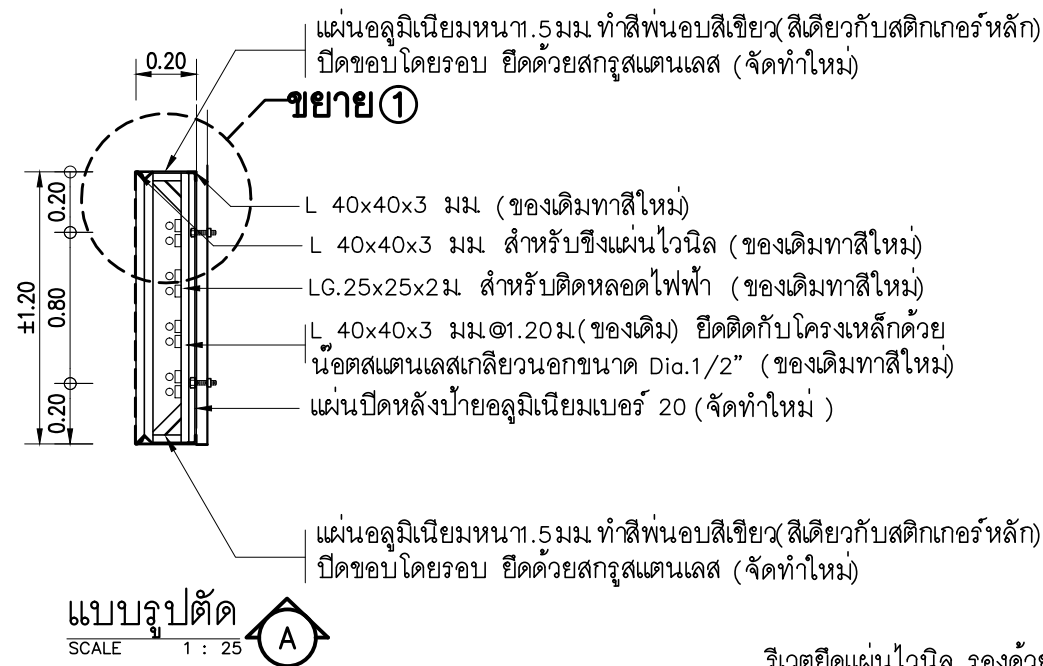 แผ่นอลูมิเนียมหนา1.5มม. ทำสีพ่นอบสีเขียว(สีเดียวกับสติกเกอร์หลัก)
ปิดขอบโดยรอบ ยึดด้วยสกรูสแตนเลส (จัดทำใหม่)
0.20
ขยาย 1
L 40x40x3 มม. (ของเดิมทาสีใหม่)
L 40x40x3 มม. สำหรับขึงแผ่นไวนิล (ของเดิมทาสีใหม่)
LG.25x25x2ม. สำหรับติดหลอดไฟฟ้า (ของเดิมทาสีใหม่)
L 40x40x3 มม.@1.20ม.(ของเดิม) ยึดติดกับโครงเหล็กด้วย
น๊อตสแตนเลสเกลียวนอกขนาด Dia.1/2" (ของเดิมทาสีใหม่)
แผ่นปิดหลังป้ายอลูมิเนียมเบอร์ 20 (จัดทำใหม่ )
0.20
±1.20
0.80
0.20
แผ่นอลูมิเนียมหนา1.5มม. ทำสีพ่นอบสีเขียว(สีเดียวกับสติกเกอร์หลัก)
ปิดขอบโดยรอบ ยึดด้วยสกรูสแตนเลส (จัดทำใหม่)
แบบรูปตัด A
SCALE 1 : 25
รีเวตยึดแผ่นไวนิล รองด้วย